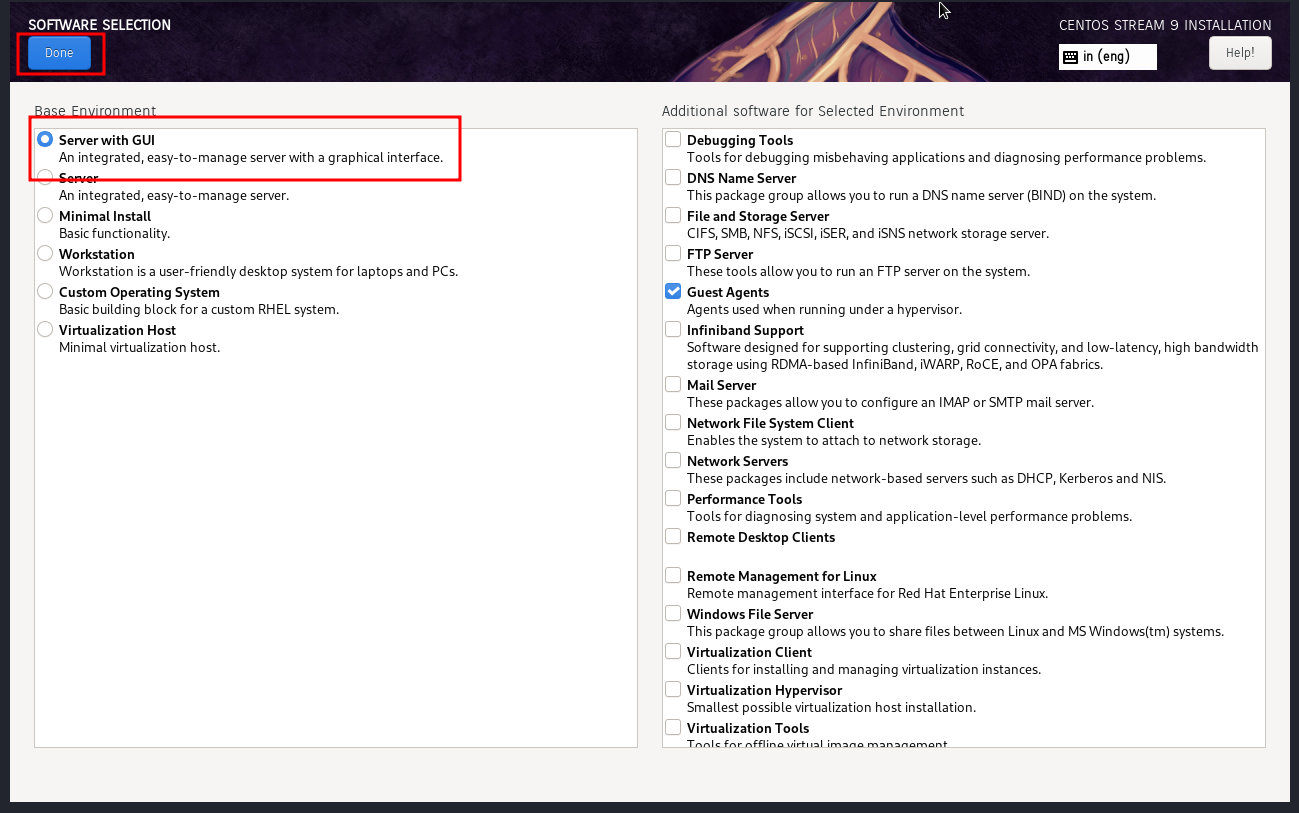 SOFTWARE SELECTION
CENTOS STREAM 9 INSTALLATION
Done
in (eng)
Help!
Base Environment
Server with GUI
An integrated, easy-to-manage server with a graphical interface.
Server
An integrated, easy-to-manage server.
Minimal Install
Basic functionality.
Workstation
Workstation is a user-friendly desktop system for laptops and PCs.
Custom Operating System
Basic building block for a custom RHEL system.
Virtualization Host
Minimal virtualization host.
Additional software for Selected Environment
Debugging Tools
Tools for debugging misbehaving applications and diagnosing performance problems.
DNS Name Server
This package group allows you to run a DNS name server (BIND) on the system.
File and Storage Server
CIFS, SMB, NFS, iSCSI, iSER, and iSNS network storage server.
FTP Server
These tools allow you to run an FTP server on the system.
Guest Agents
Agents used when running under a hypervisor.
Infiniband Support
Software designed for supporting clustering, grid connectivity, and low-latency, high bandwidth
storage using RDMA-based InfiniBand, iWARP, RoCE, and OPA fabrics.
Mail Server
These packages allow you to configure an IMAP or SMTP mail server.
Network File System Client
Enables the system to attach to network storage.
Network Servers
These packages include network-based servers such as DHCP, Kerberos and NIS.
Performance Tools
Tools for diagnosing system and application-level performance problems.
Remote Desktop Clients
Remote Management for Linux
Remote management interface for Red Hat Enterprise Linux.
Windows File Server
This package group allows you to share files between Linux and MS Windows(tm) systems.
Virtualization Client
Clients for installing and managing virtualization instances.
Virtualization Hypervisor
Smallest possible virtualization host installation.
Virtualization Tools
Tools for offline virtual image management.